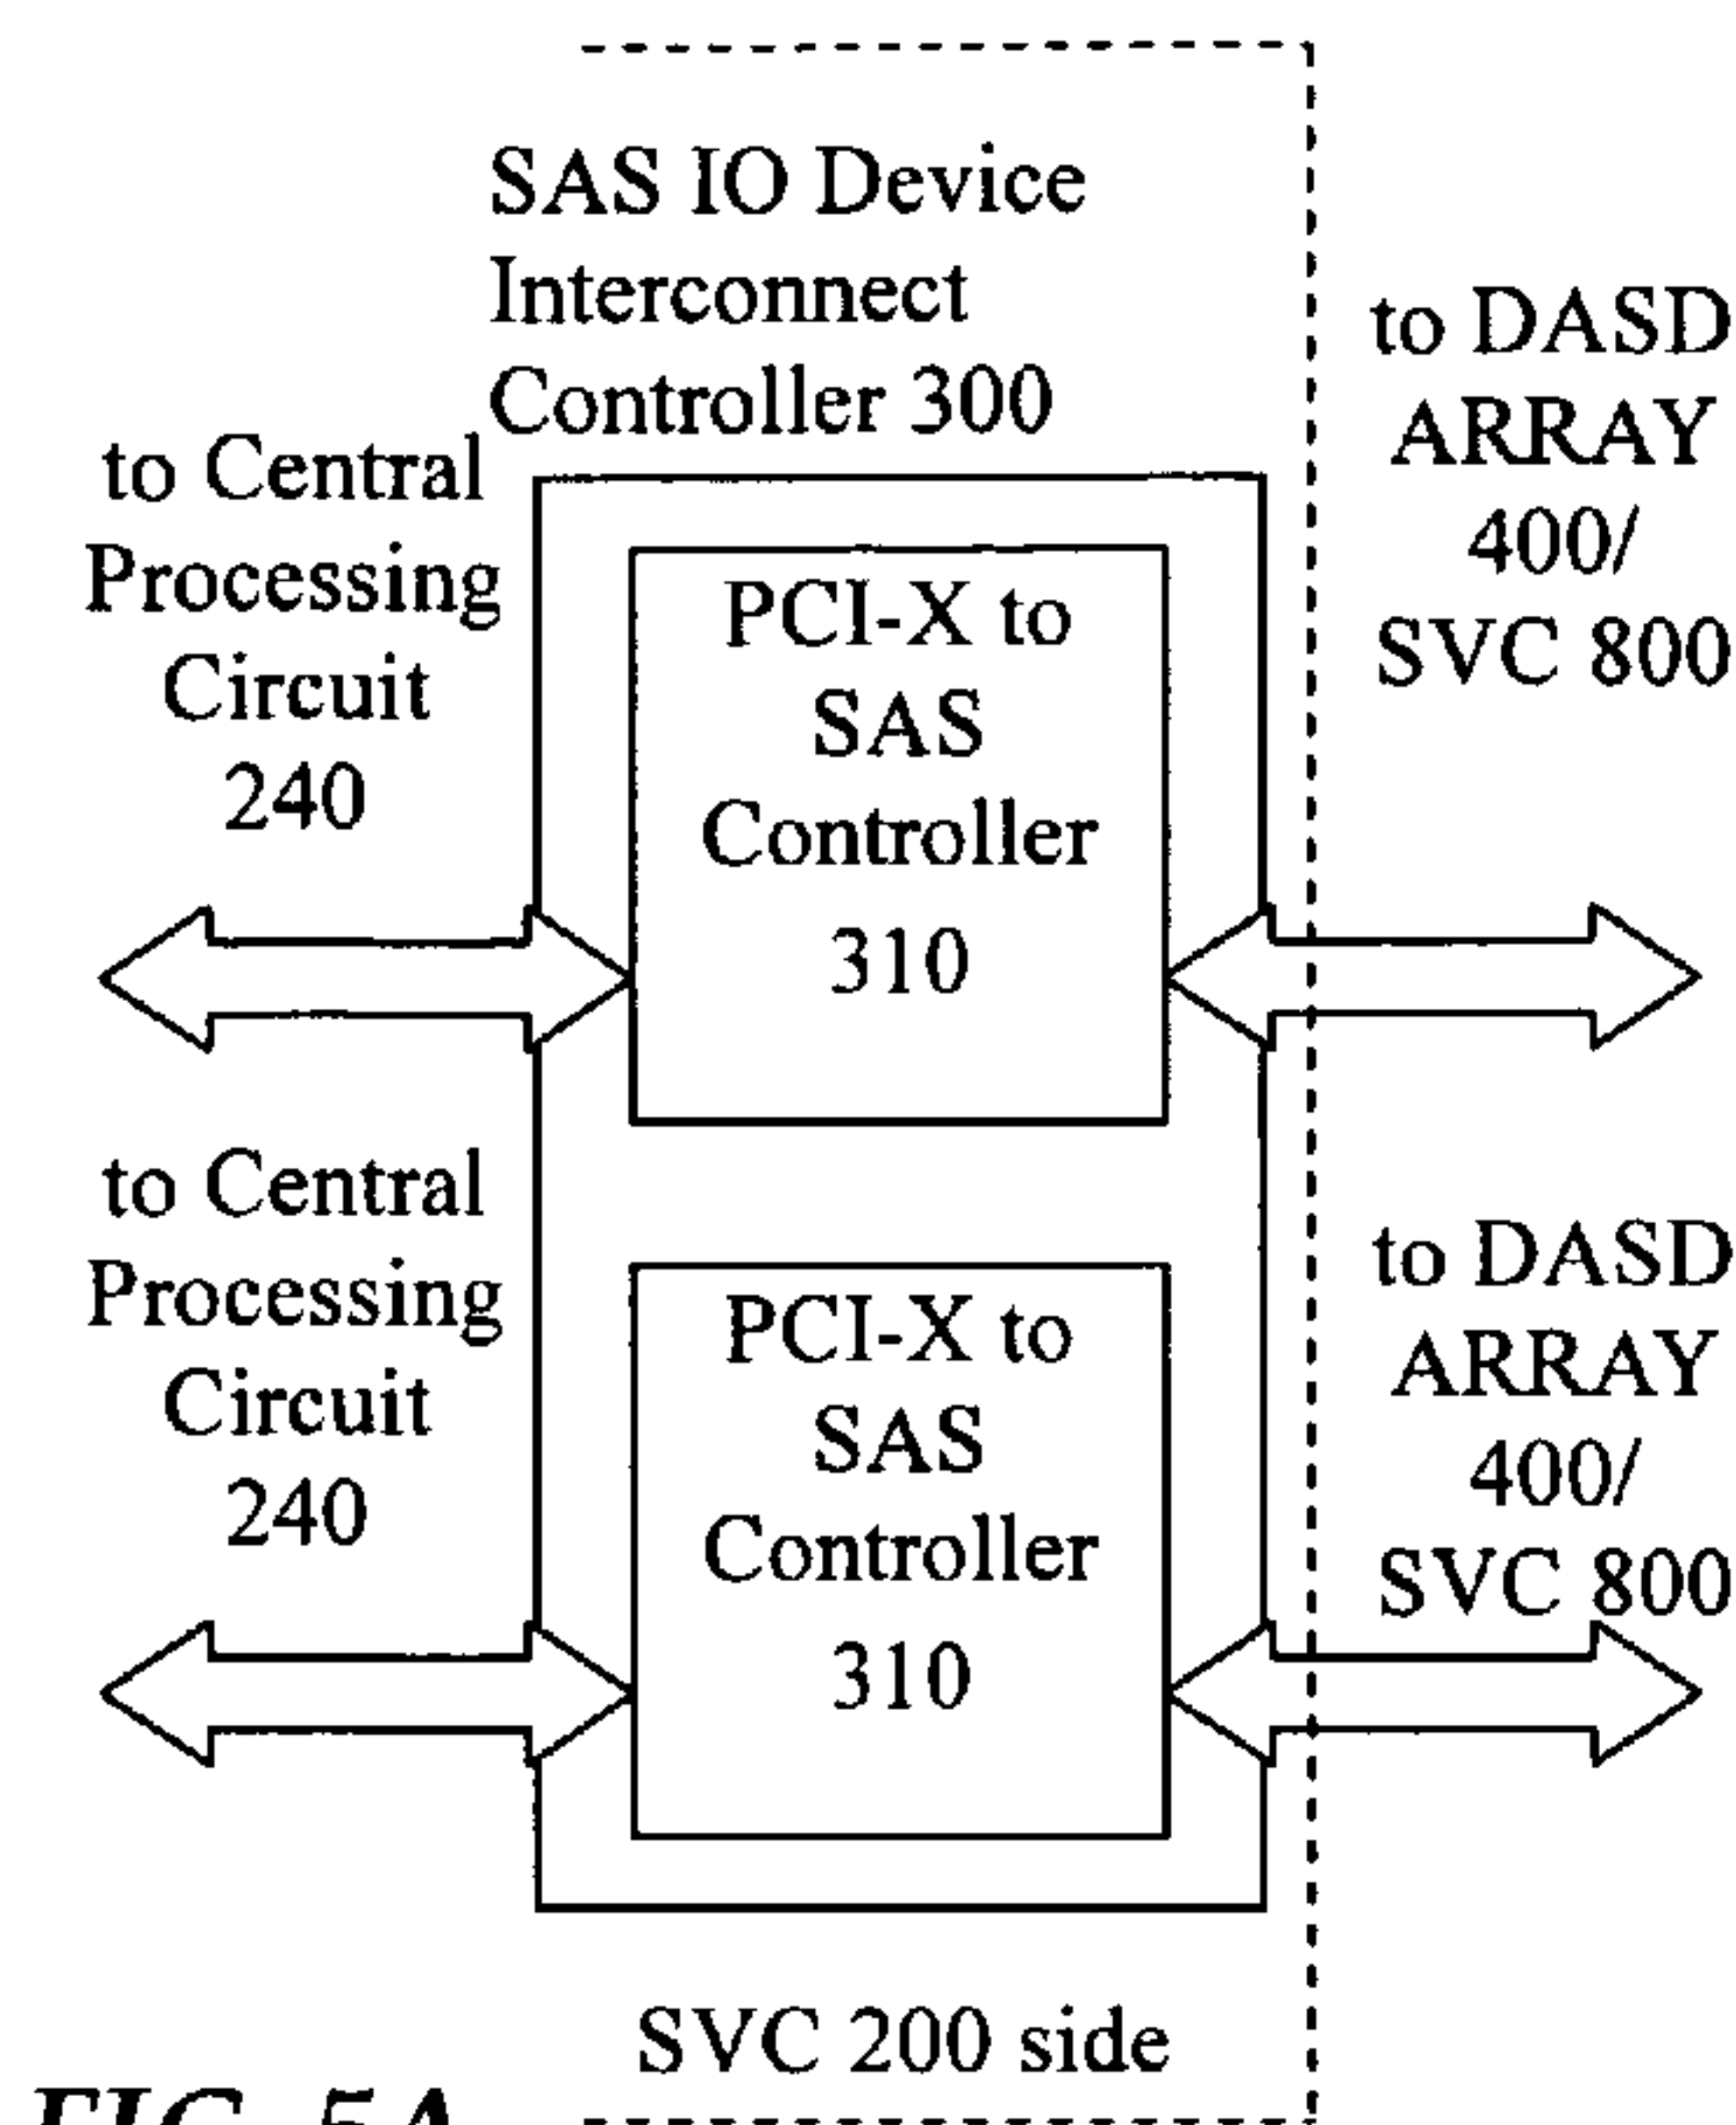 SAS IO Device
Interconnect
Controller 300
to Central
Processing
Circuit
240
PCI-X to
SAS
Controller
310
to DASD
ARRAY
400/
SVC 800
to Central
Processing
Circuit
240
PCI-X to
SAS
Controller
310
to DASD
ARRAY
400/
SVC 800
SVC 200 side
FIG 5A